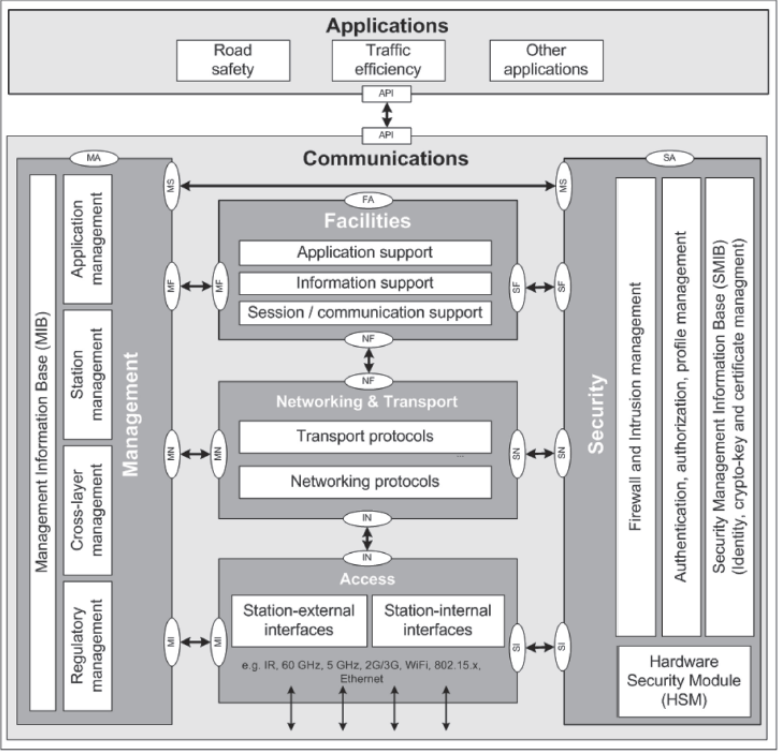 Applications
Road
safety
Traffic
efficiency
Other
applications
API
API
Communications
MA
Management Information Base (MIB)
Application
management
Station
management
Cross-layer
management
Regulatory
management
Management
MS
MF
MN
MI
MS
FA
Facilities
Application support
Information support
Session / communication support
MF
SF
NF
NF
Networking & Transport
Transport protocols
...
Networking protocols
MN
SN
IN
IN
Access
Station-external
interfaces
Station-internal
interfaces
e.g. IR, 60 GHz, 5 GHz, 2G/3G, WiFi, 802.15.x,
Ethernet
MI
SI
SA
SF
SN
SI
Security
Firewall and Intrusion management
Authentication, authorization, profile management
Security Management Information Base (SMIB)
(Identity, crypto-key and certificate managment)
Hardware
Security Module
(HSM)